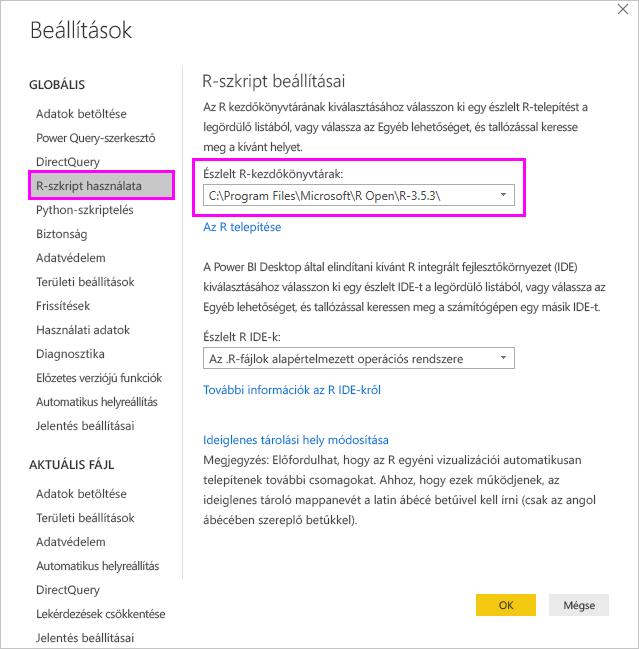 Beállítások
GLOBÁLIS
Adatok betöltése
Power Query-szerkesztő
DirectQuery
R-szkript használata
Python-szkriptelés
Biztonság
Adatvédelem
Területi beállítások
Frissítések
Használati adatok
Diagnosztika
Előzetes verziójú funkciók
Automatikus helyreállítás
Jelentés beállításai
AKTUÁLIS FÁJL
Adatok betöltése
Területi beállítások
Adatvédelem
Automatikus helyreállítás
DirectQuery
Lekérdezések csökkentése
Jelentés beállításai
R-szkript beállításai
Az R kezdőkönyvtárának kiválasztásához válasszon ki egy észlelt R-telepítést a
legördülő listából, vagy válassza az Egyéb lehetőséget, és tallózással keresse
meg a kívánt helyet.
Észlelt R-kezdőkönyvtárak:
C:\Program Files\Microsoft\R Open\R-3.5.3\
Az R telepítése
A Power BI Desktop által elindítani kívánt R integrált fejlesztőkörnyezet (IDE)
kiválasztásához válasszon ki egy észlelt IDE-t a legördülő listából, vagy válassza az
Egyéb lehetőséget, és tallózással keressen meg a számítógépen egy másik IDE-t.
Észlelt R IDE-k:
Az .R-fájlok alapértelmezett operációs rendszere
További információk az R IDE-kről
Ideiglenes tárolási hely módosítása
Megjegyzés: Előfordulhat, hogy az R egyéni vizualizációi automatikusan
telepítenek további csomagokat. Ahhoz, hogy ezek működjenek, az
ideiglenes tároló mappanevét a latin ábécé betűivel kell írni (csak az angol
ábécében szereplő betűkkel).
OK
Mégse